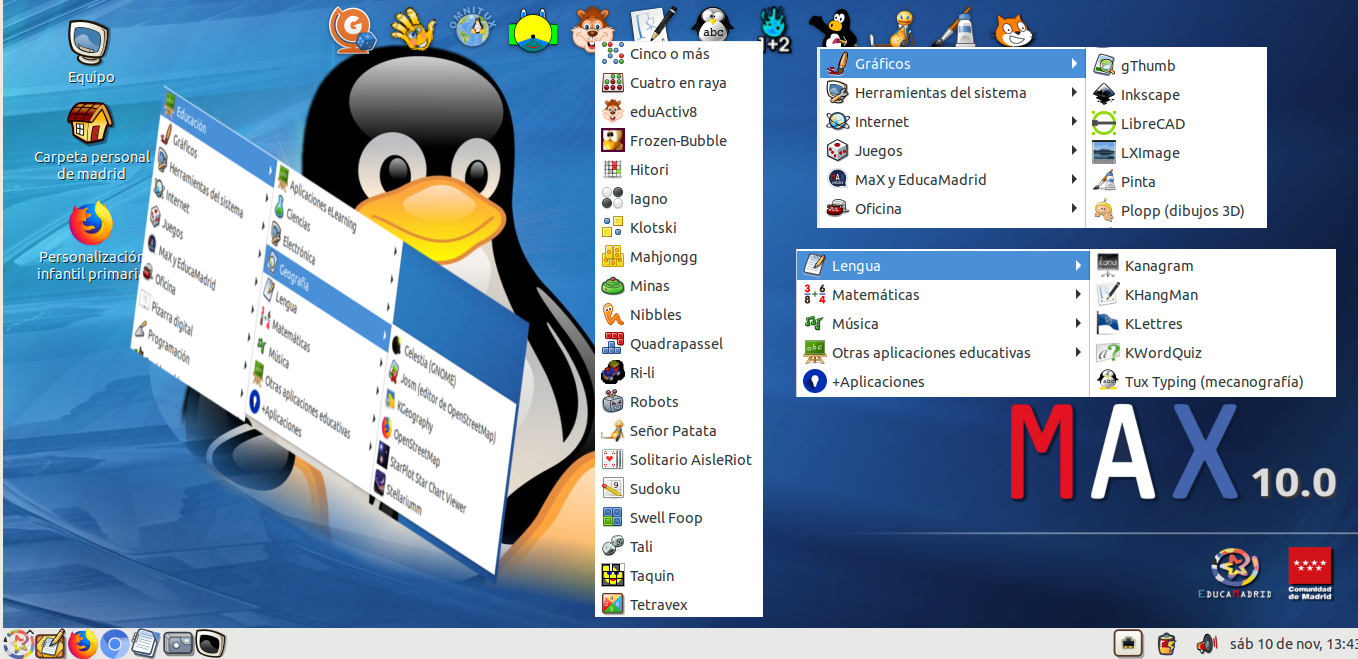 OMNITUX
abc
1+2
Equipo
Carpeta personal
de madrid
Personalización
infantil primari
Educación
Gráficos
Herramientas del sistema
Internet
Juegos
MaX y EducaMadrid
Oficina
Pizarra digital
Programación
Aplicaciones eLearning
Ciencias
Electrónica
Geografía
Lengua
Matemáticas
Música
Otras aplicaciones educativas
+Aplicaciones
Celestia (GNOME)
Josm (editor de OpenStreetMap)
KGeography
OpenStreetMap
StarPlot Star Chart Viewer
Stellariumm
Cinco o más
Cuatro en raya
eduActiv8
Frozen-Bubble
Hitori
Iagno
Klotski
Mahjongg
Minas
Nibbles
Quadrapassel
Ri-li
Robots
Señor Patata
Solitario AisleRiot
Sudoku
Swell Foop
Tali
Taquin
Tetravex
Gráficos
Herramientas del sistema
Internet
Juegos
MaX y EducaMadrid
Oficina
gThumb
Inkscape
LibreCAD
LXImage
Pinta
Plopp (dibujos 3D)
Lengua
Matemáticas
Música
Otras aplicaciones educativas
+Aplicaciones
Kanagram
KHangMan
KLettres
KWordQuiz
Tux Typing (mecanografía)
MAX 10.0
EDUCAMADRID
Comunidad
de Madrid
sáb 10 de nov, 13:43